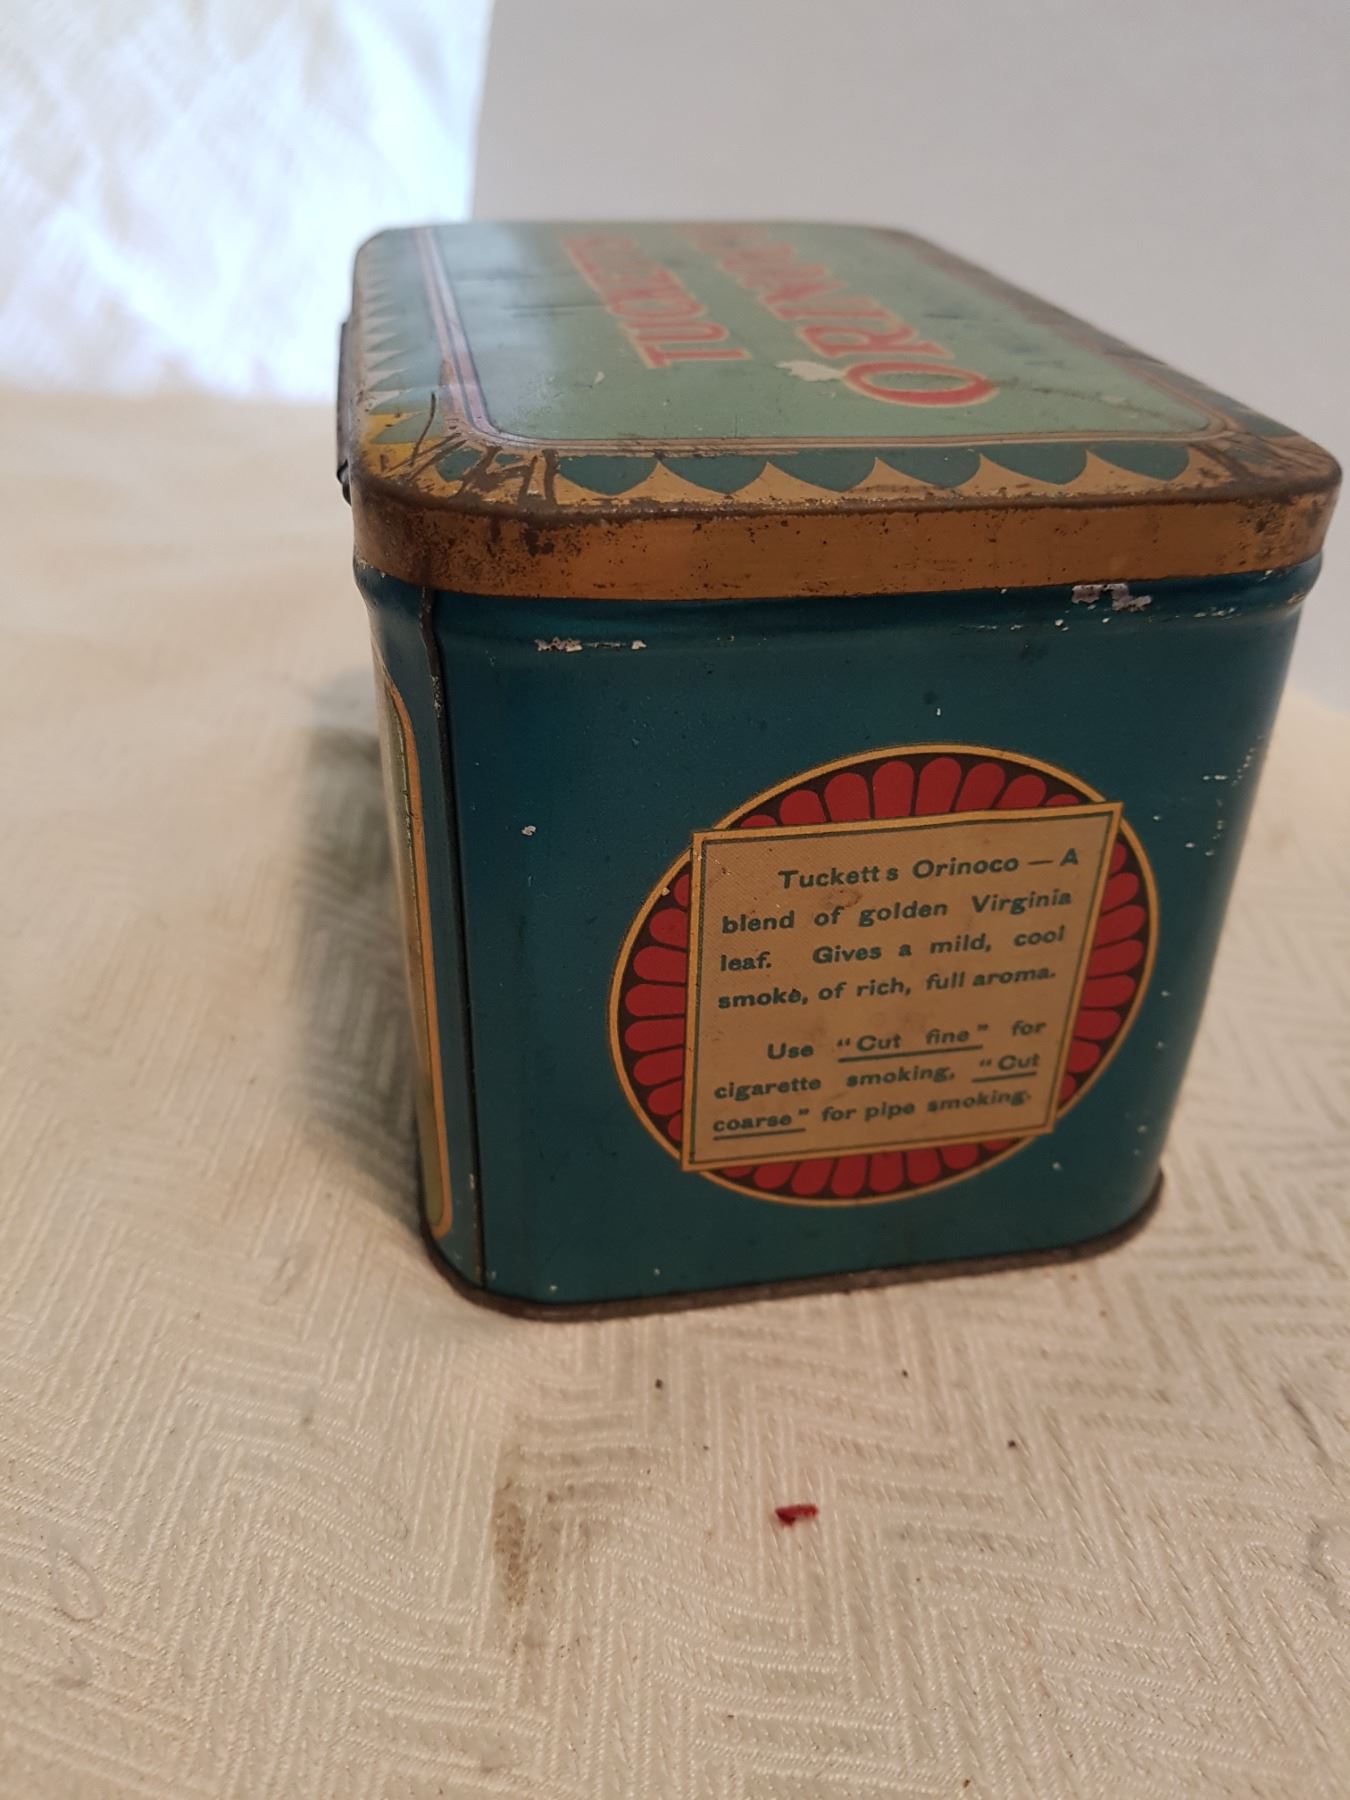 TUCKETT'S
ORINOCO
Tuckett's Orinoco — A
blend of golden Virginia
leaf. Gives a mild, cool
smoke, of rich, full aroma.
Use "Cut fine" for
cigarette smoking, "Cut
coarse" for pipe smoking.